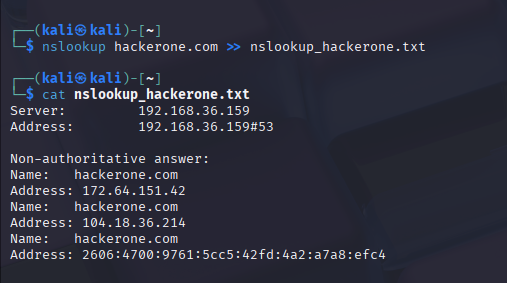 ┌──(kali㉿kali)-[~]
└─$ nslookup hackerone.com >> nslookup_hackerone.txt
┌──(kali㉿kali)-[~]
└─$ cat nslookup_hackerone.txt
Server: 192.168.36.159
Address: 192.168.36.159#53
Non-authoritative answer:
Name: hackerone.com
Address: 172.64.151.42
Name: hackerone.com
Address: 104.18.36.214
Name: hackerone.com
Address: 2606:4700:9761:5cc5:42fd:4a2:a7a8:efc4